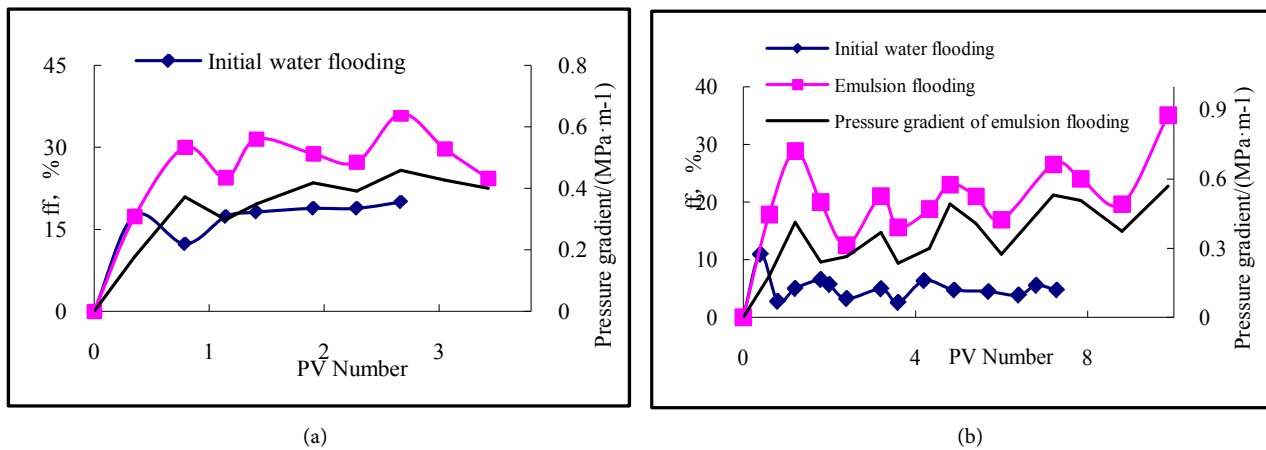 Initial water flooding
45
30
15
0
ff, %
0
1
2
3
PV Number
0.8
0.6
0.4
0.2
0
Pressure gradient/(MPa·m-1)
(a)
Initial water flooding
Emulsion flooding
Pressure gradient of emulsion flooding
40
30
20
10
0
ff, %
0
4
8
PV Number
0.9
0.6
0.3
0
Pressure gradient/(MPa·m-1)
(b)